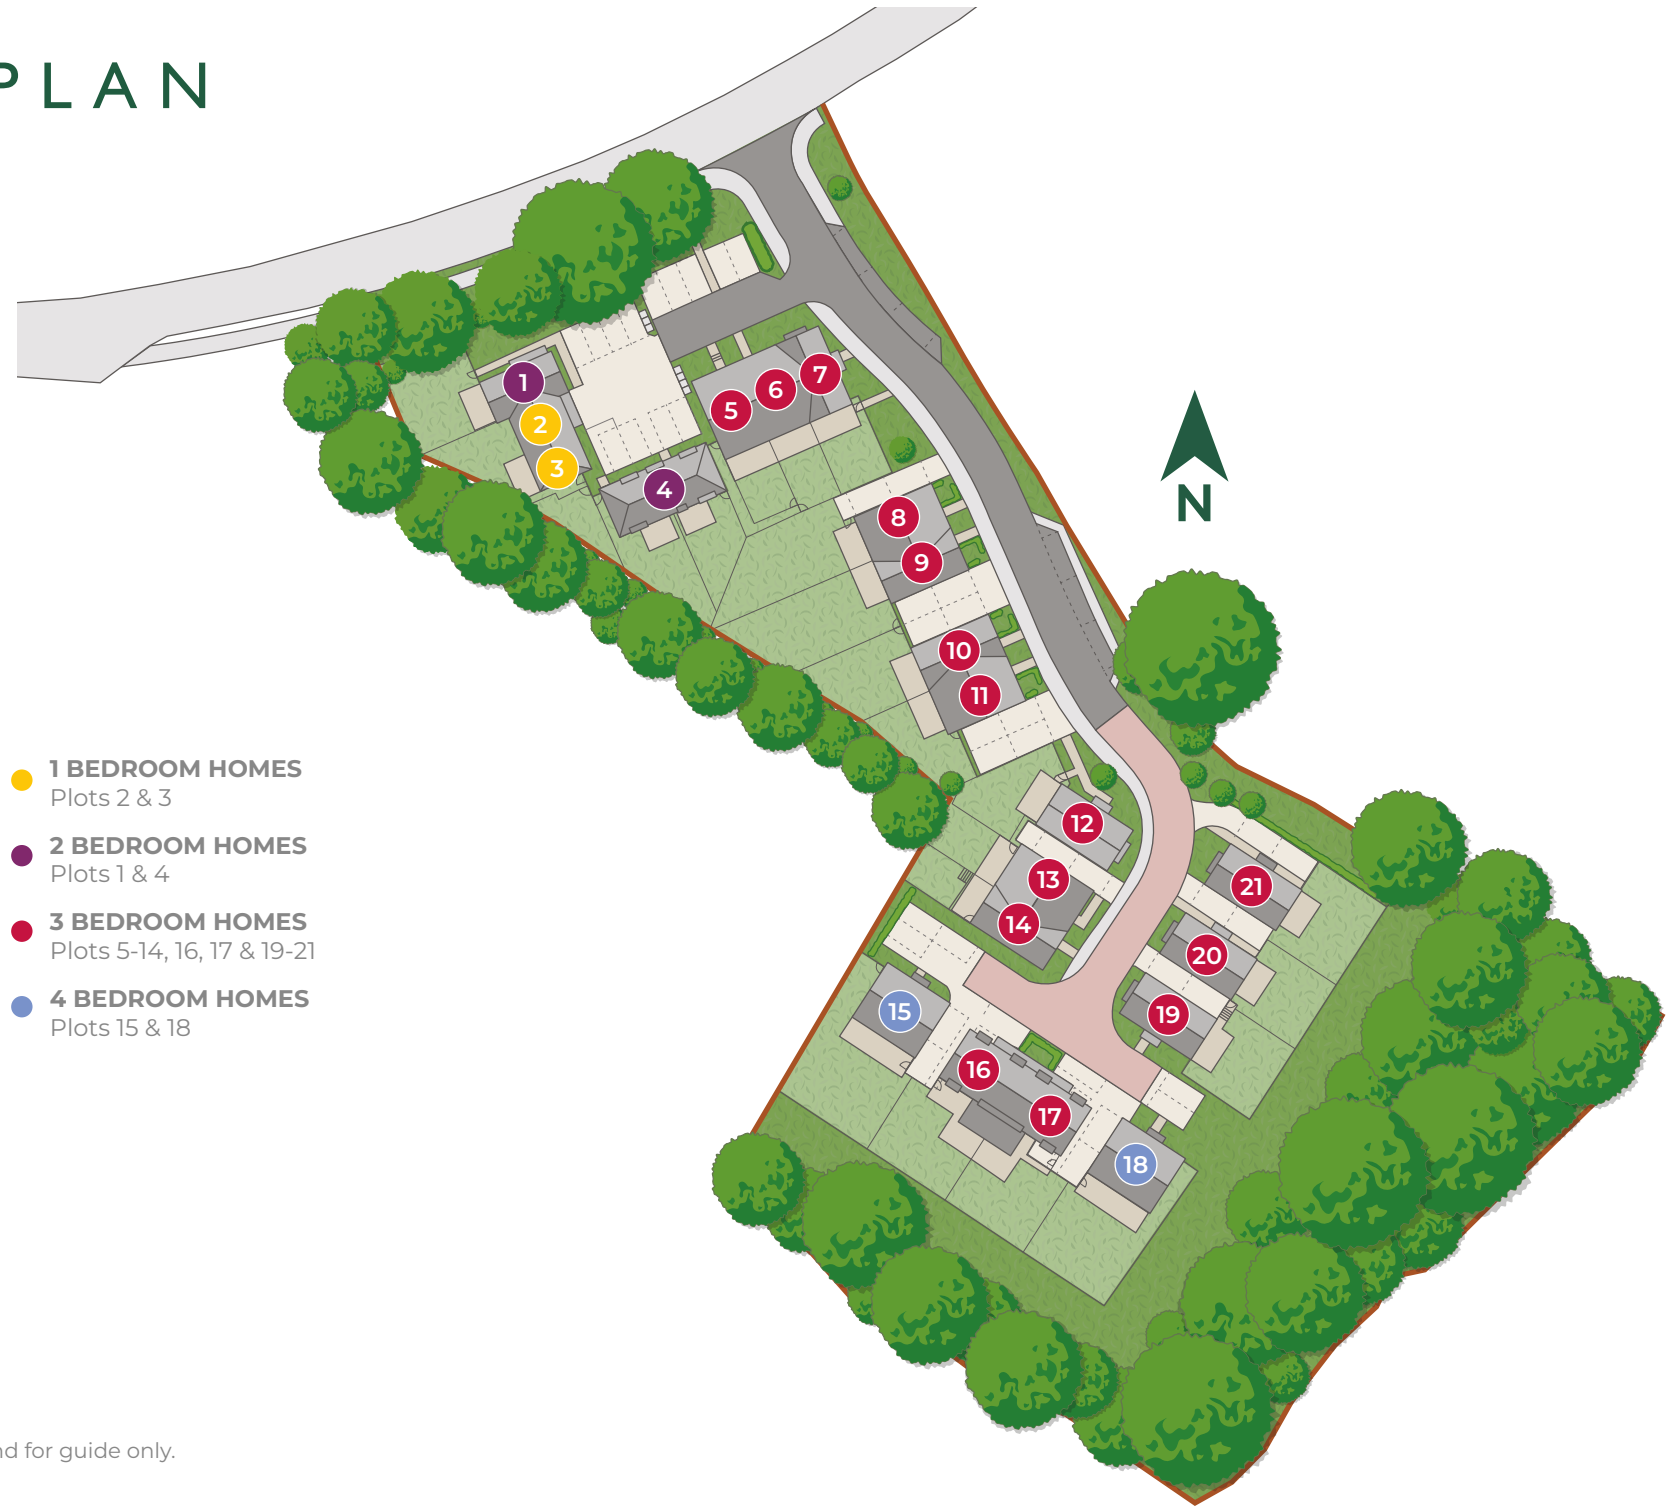 PLAN
1
2
3
4
5
6
7
8
9
10
11
12
13
14
15
16
17
18
19
20
21
N
1 BEDROOM HOMES
Plots 2 & 3
2 BEDROOM HOMES
Plots 1 & 4
3 BEDROOM HOMES
Plots 5-14, 16, 17 & 19-21
4 BEDROOM HOMES
Plots 15 & 18
for guide only.